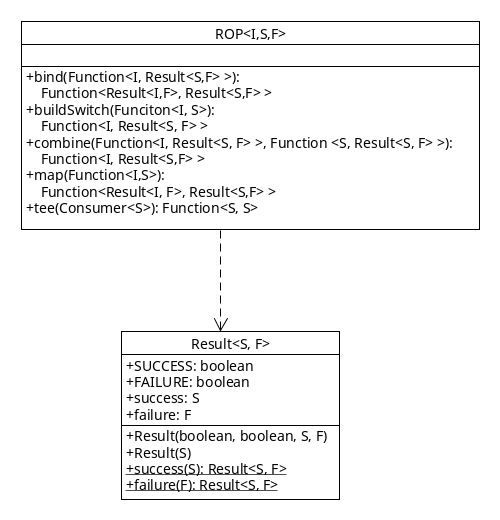 ROP<I,S,F>
+bind(Function<I, Result<S,F> >):
Function<Result<I,F>, Result<S,F> >
+buildSwitch(Funciton<I, S>):
Function<I, Result<S, F> >
+combine(Function<I, Result<S, F> >, Function <S, Result<S, F> >):
Function<I, Result<S,F> >
+map(Function<I,S>):
Function<Result<I, F>, Result<S,F> >
+tee(Consumer<S>): Function<S, S>
Result<S, F>
+SUCCESS: boolean
+FAILURE: boolean
+success: S
+failure: F
+Result(boolean, boolean, S, F)
+Result(S)
+success(S): Result<S, F>
+failure(F): Result<S, F>